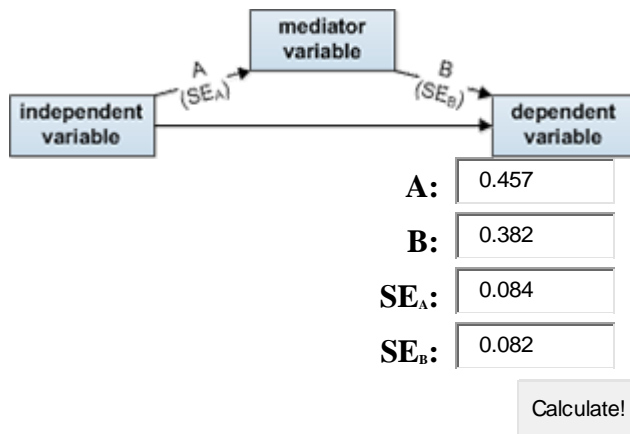 mediator
variable
A
(SEA)
B
(SEB)
independent
variable
dependent
variable
A: 0.457
B: 0.382
SEA: 0.084
SEB: 0.082
Calculate!